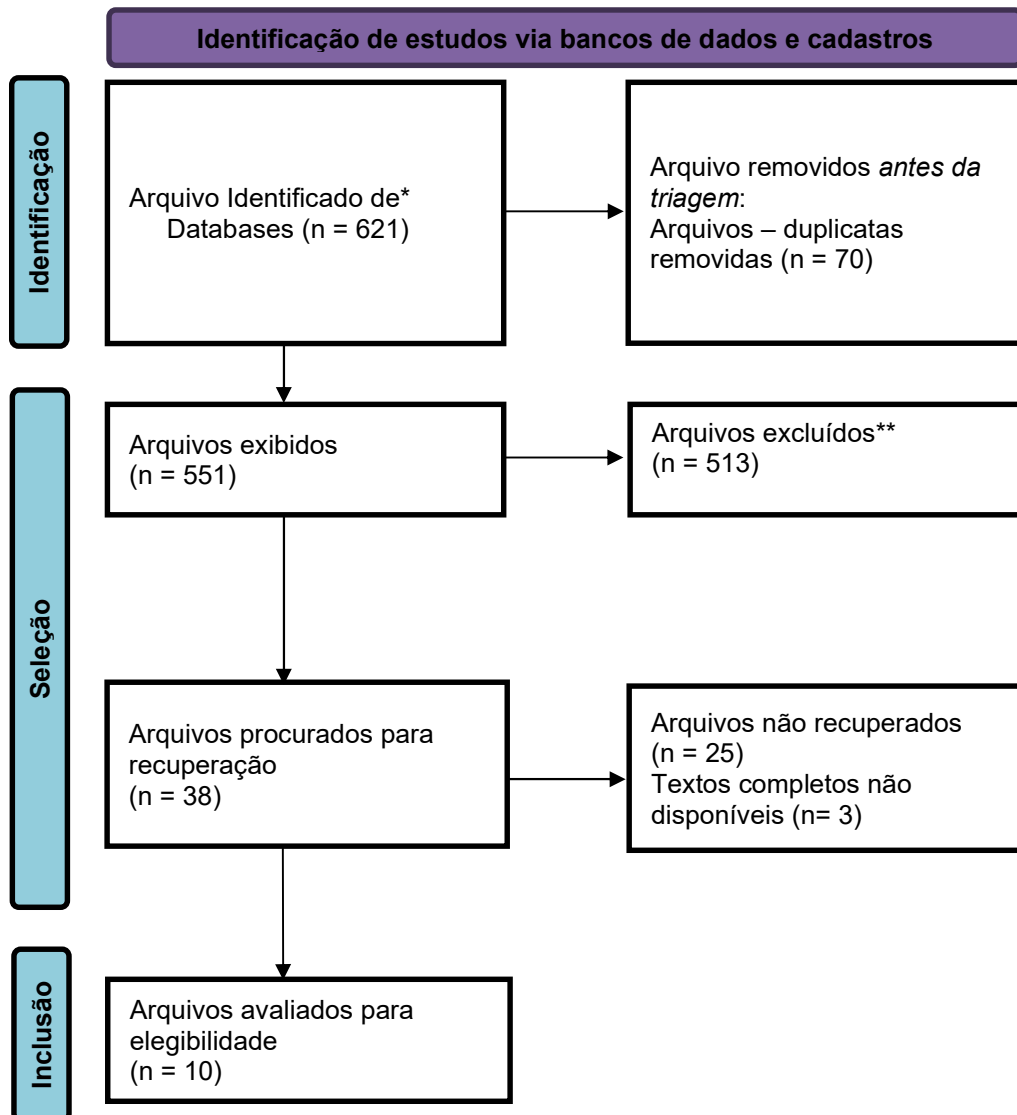 Identificação de estudos via bancos de dados e cadastros
Identificação
Arquivo Identificado de*
Databases (n = 621)
Arquivo removidos antes da
triagem:
Arquivos – duplicatas
removidas (n = 70)
Seleção
Arquivos exibidos
(n = 551)
Arquivos excluídos**
(n = 513)
Arquivos procurados para
recuperação
(n = 38)
Arquivos não recuperados
(n = 25)
Textos completos não
disponíveis (n= 3)
Inclusão
Arquivos avaliados para
elegibilidade
(n = 10)